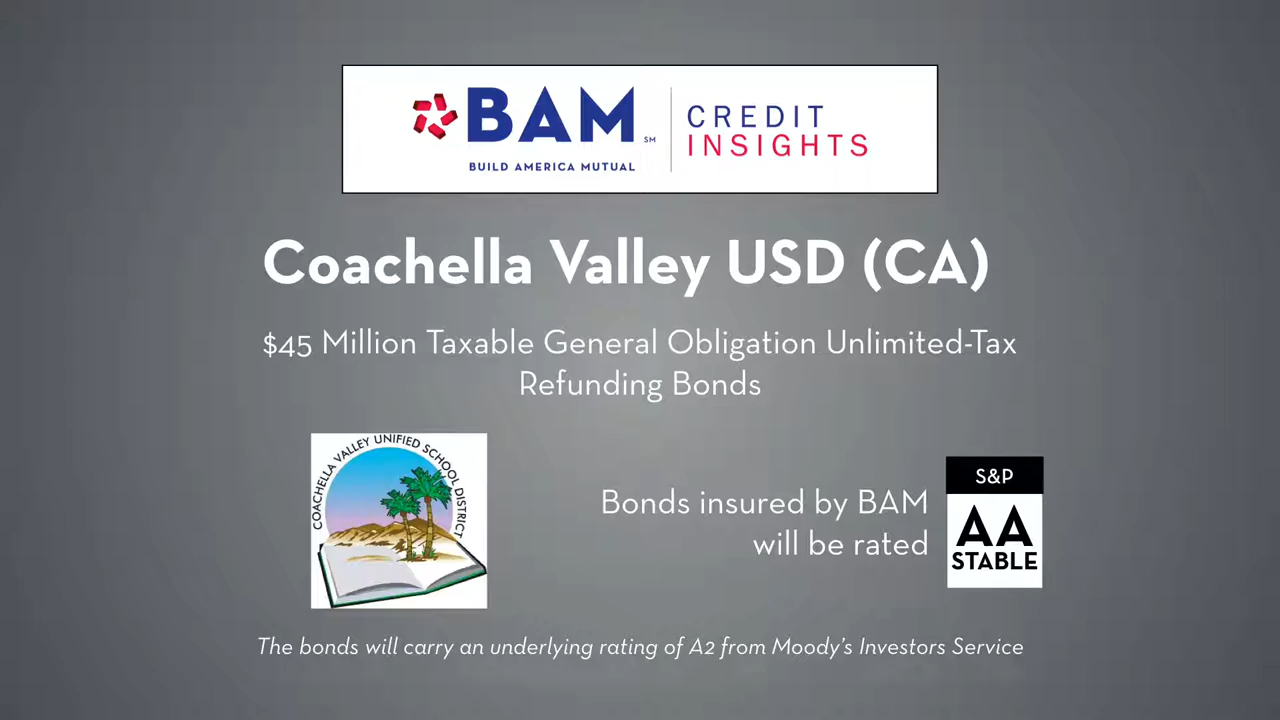 BAM SM
BUILD AMERICA MUTUAL
CREDIT
INSIGHTS
Coachella Valley USD (CA)
$45 Million Taxable General Obligation Unlimited-Tax
Refunding Bonds
COACHELLA VALLEY UNIFIED SCHOOL DISTRICT
Bonds insured by BAM
will be rated
S&P
AA
STABLE
The bonds will carry an underlying rating of A2 from Moody's Investors Service